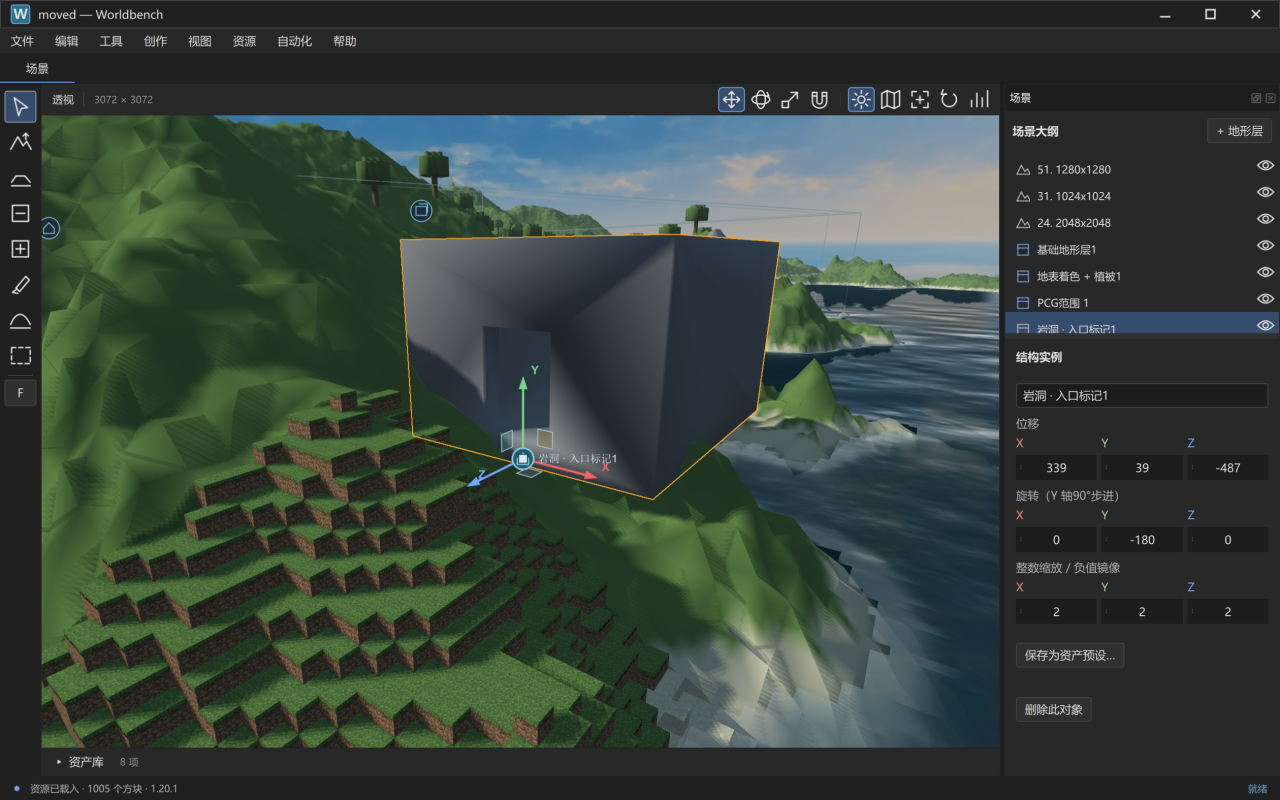 W moved — Worldbench
文件 编辑 工具 创作 视图 资源 自动化 帮助
场景
透视 3072 × 3072
F
岩洞 · 入口标记1
Y
X
Z
场景
场景大纲 + 地形层
51. 1280x1280
31. 1024x1024
24. 2048x2048
基础地形层1
地表着色 + 植被1
PCG范围 1
岩洞 · 入口标记1
结构实例
岩洞 · 入口标记1
位移
X Y Z
339 39 -487
旋转（Y 轴90°步进）
X Y Z
0 -180 0
整数缩放 / 负值镜像
X Y Z
2 2 2
保存为资产预设...
删除此对象
资产库 8 项
资源已载入 · 1005 个方块 · 1.20.1 就绪